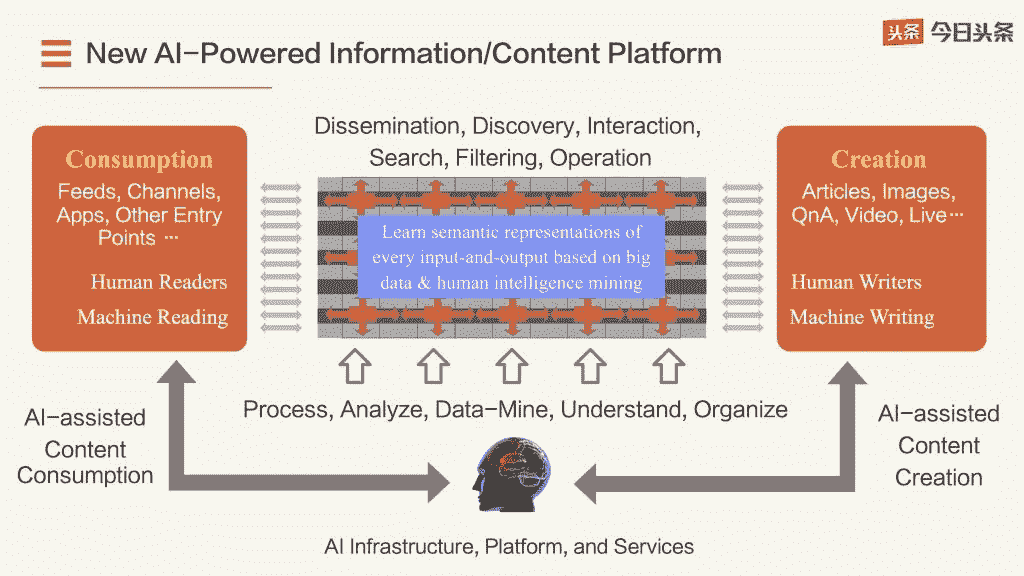 New AI-Powered Information/Content Platform
头条 今日头条
Dissemination, Discovery, Interaction,
Search, Filtering, Operation
Consumption
Feeds, Channels,
Apps, Other Entry
Points ···
Human Readers
Machine Reading
Learn semantic representations of
every input-and-output based on big
data & human intelligence mining
Creation
Articles, Images,
QnA, Video, Live···
Human Writers
Machine Writing
Process, Analyze, Data-Mine, Understand, Organize
AI-assisted
Content
Consumption
AI-assisted
Content
Creation
AI Infrastructure, Platform, and Services